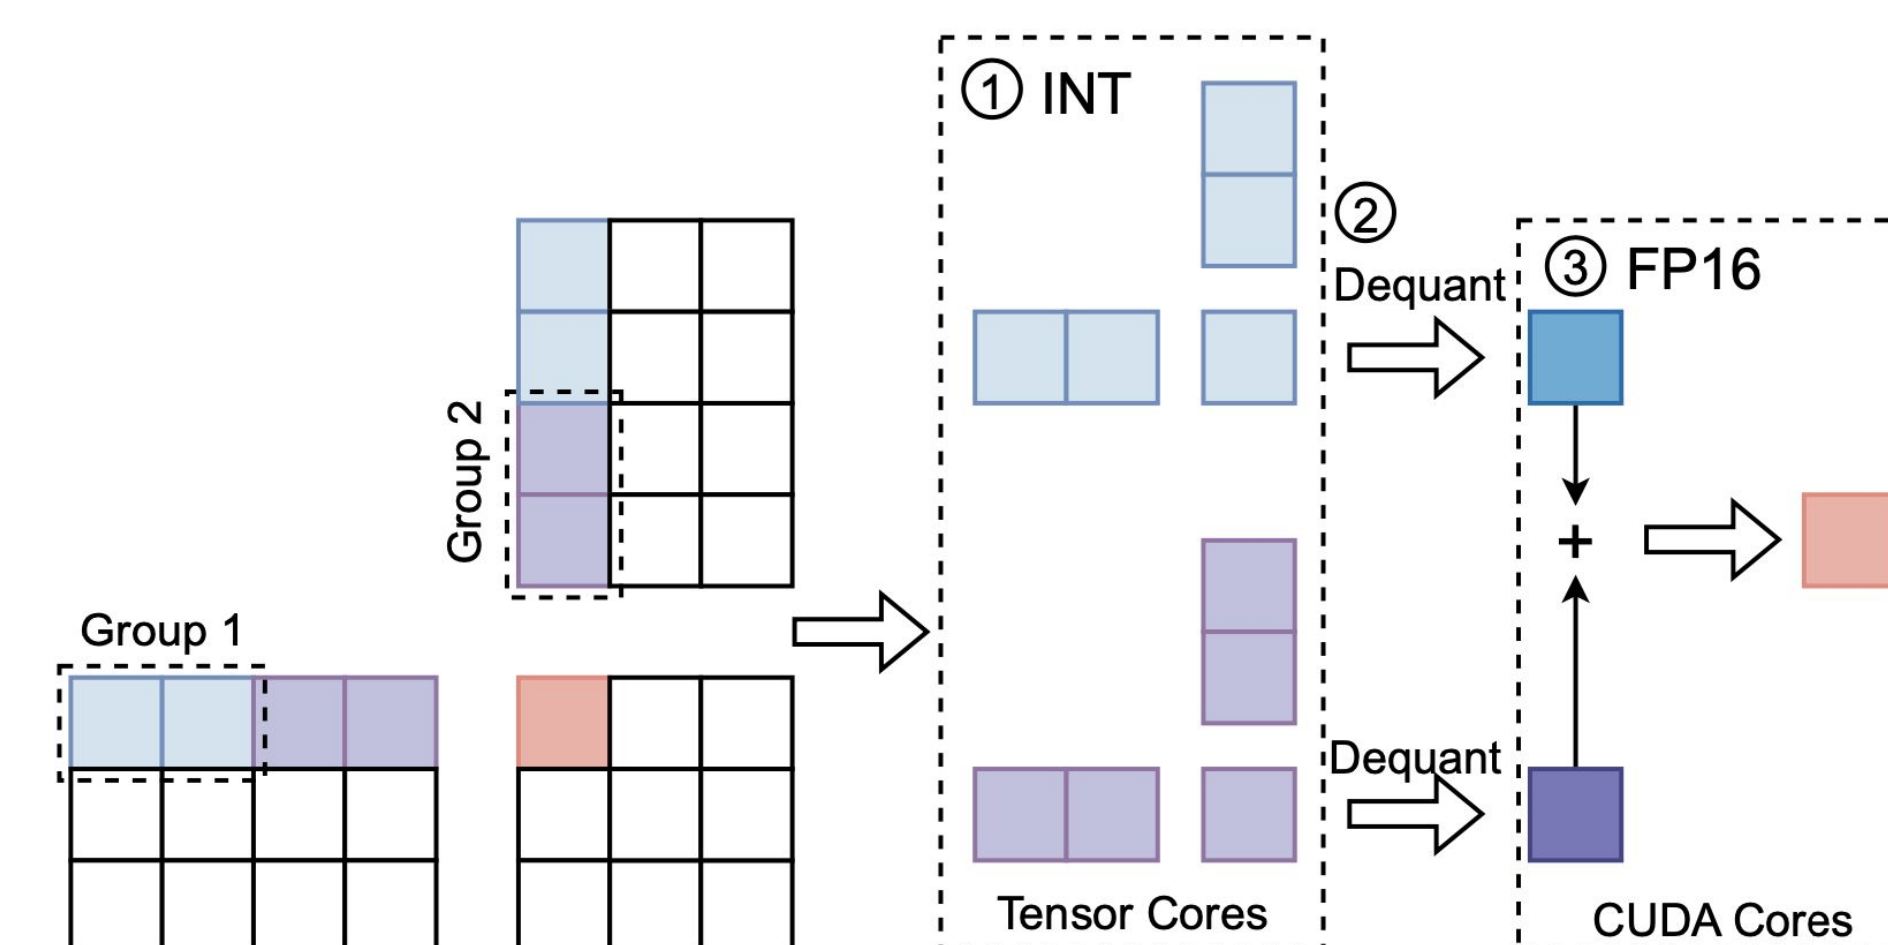 ① INT
②
Dequant
③ FP16
Group 2
+
Group 1
Dequant
Tensor Cores
CUDA Cores